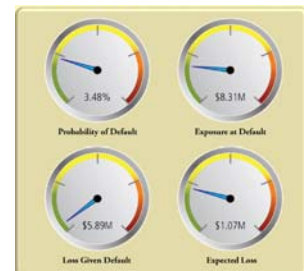 3.48%
$8.31M
Probability of Default
Exposure at Default
$5.89M
$1.07M
Loss Given Default
Expected Loss